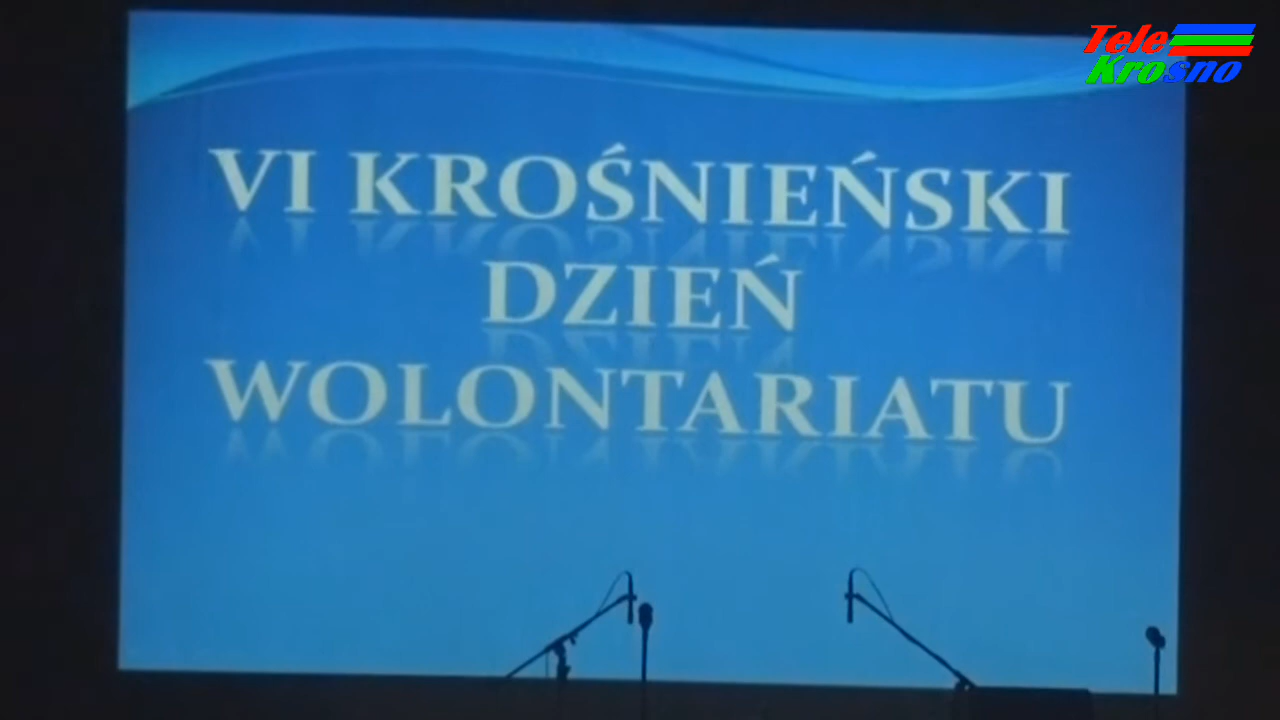 Tele
Krosno
VI KROŚNIEŃSKI
DZIEŃ
WOLONTARIATU